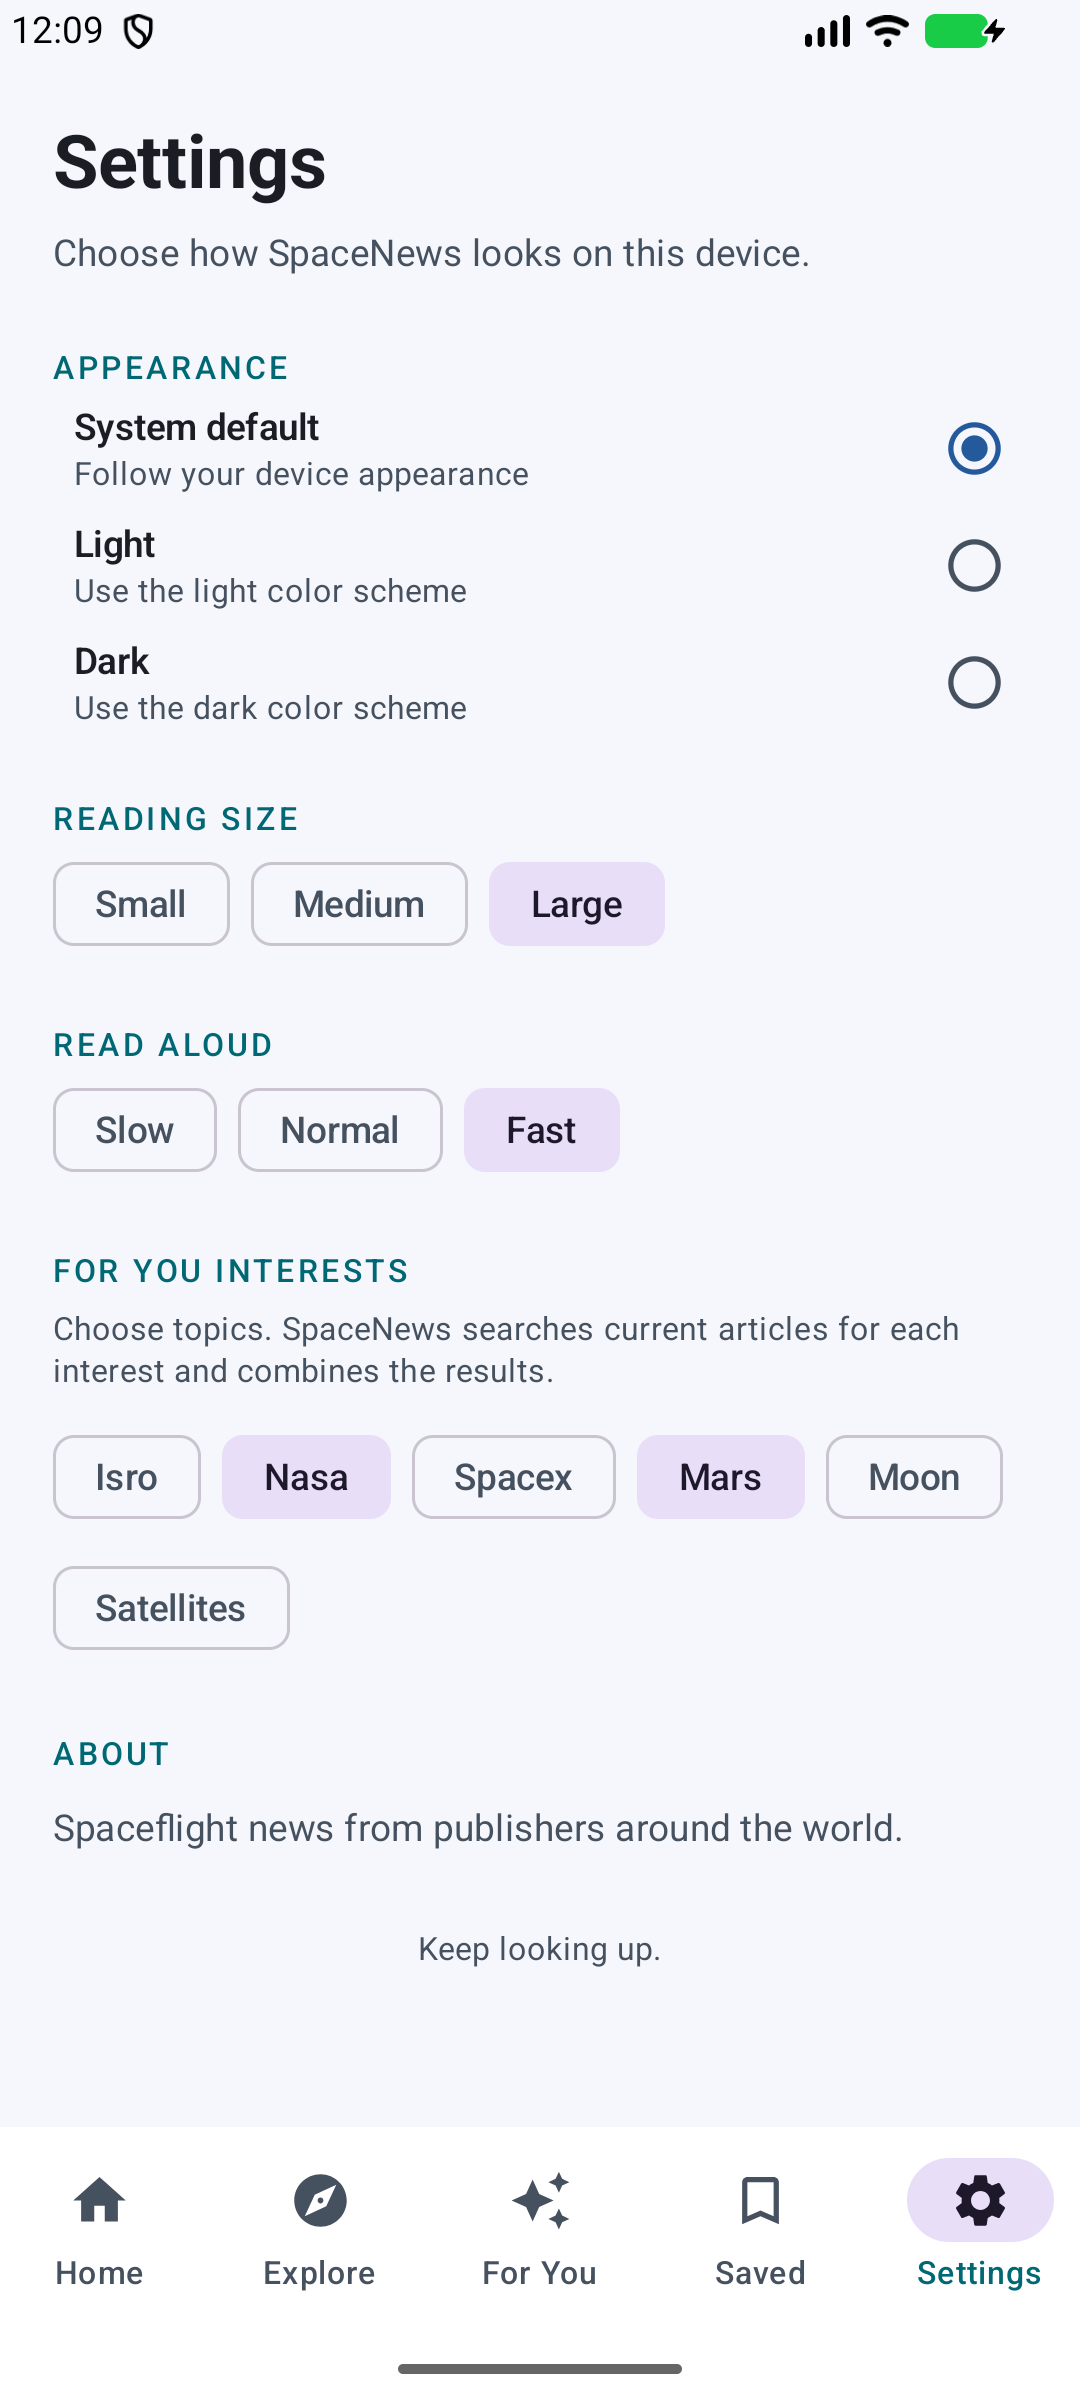 12:09
Settings
Choose how SpaceNews looks on this device.
APPEARANCE
System default
Follow your device appearance
Light
Use the light color scheme
Dark
Use the dark color scheme
READING SIZE
Small Medium Large
READ ALOUD
Slow Normal Fast
FOR YOU INTERESTS
Choose topics. SpaceNews searches current articles for each
interest and combines the results.
Isro Nasa Spacex Mars Moon
Satellites
ABOUT
Spaceflight news from publishers around the world.
Keep looking up.
Home Explore For You Saved Settings